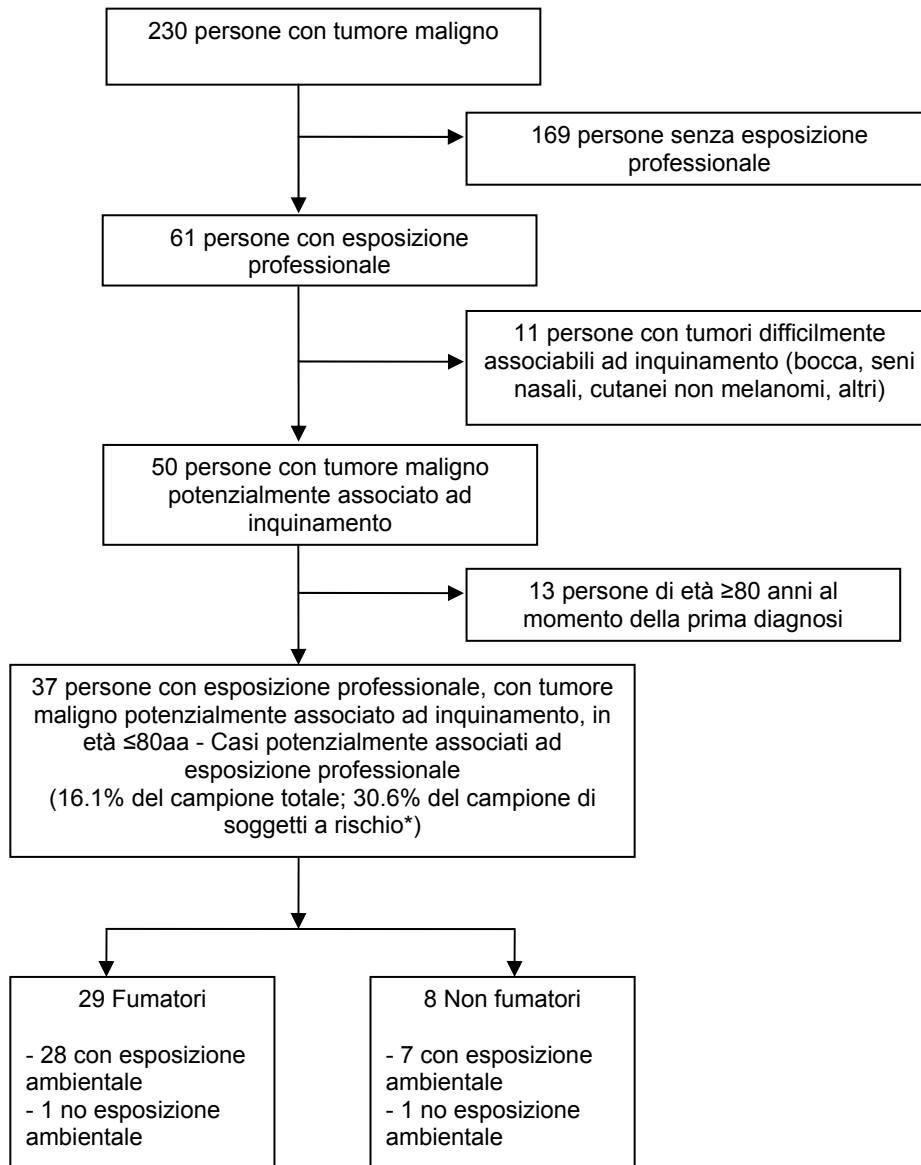 230 persone con tumore maligno
169 persone senza esposizione
professionale
61 persone con esposizione
professionale
11 persone con tumori difficilmente
associabili ad inquinamento (bocca, seni
nasali, cutanei non melanomi, altri)
50 persone con tumore maligno
potenzialmente associato ad
inquinamento
13 persone di età ≥80 anni al
momento della prima diagnosi
37 persone con esposizione professionale, con tumore
maligno potenzialmente associato ad inquinamento, in
età ≤80aa - Casi potenzialmente associati ad
esposizione professionale
(16.1% del campione totale; 30.6% del campione di
soggetti a rischio*)
29 Fumatori
- 28 con esposizione
ambientale
- 1 no esposizione
ambientale
8 Non fumatori
- 7 con esposizione
ambientale
- 1 no esposizione
ambientale